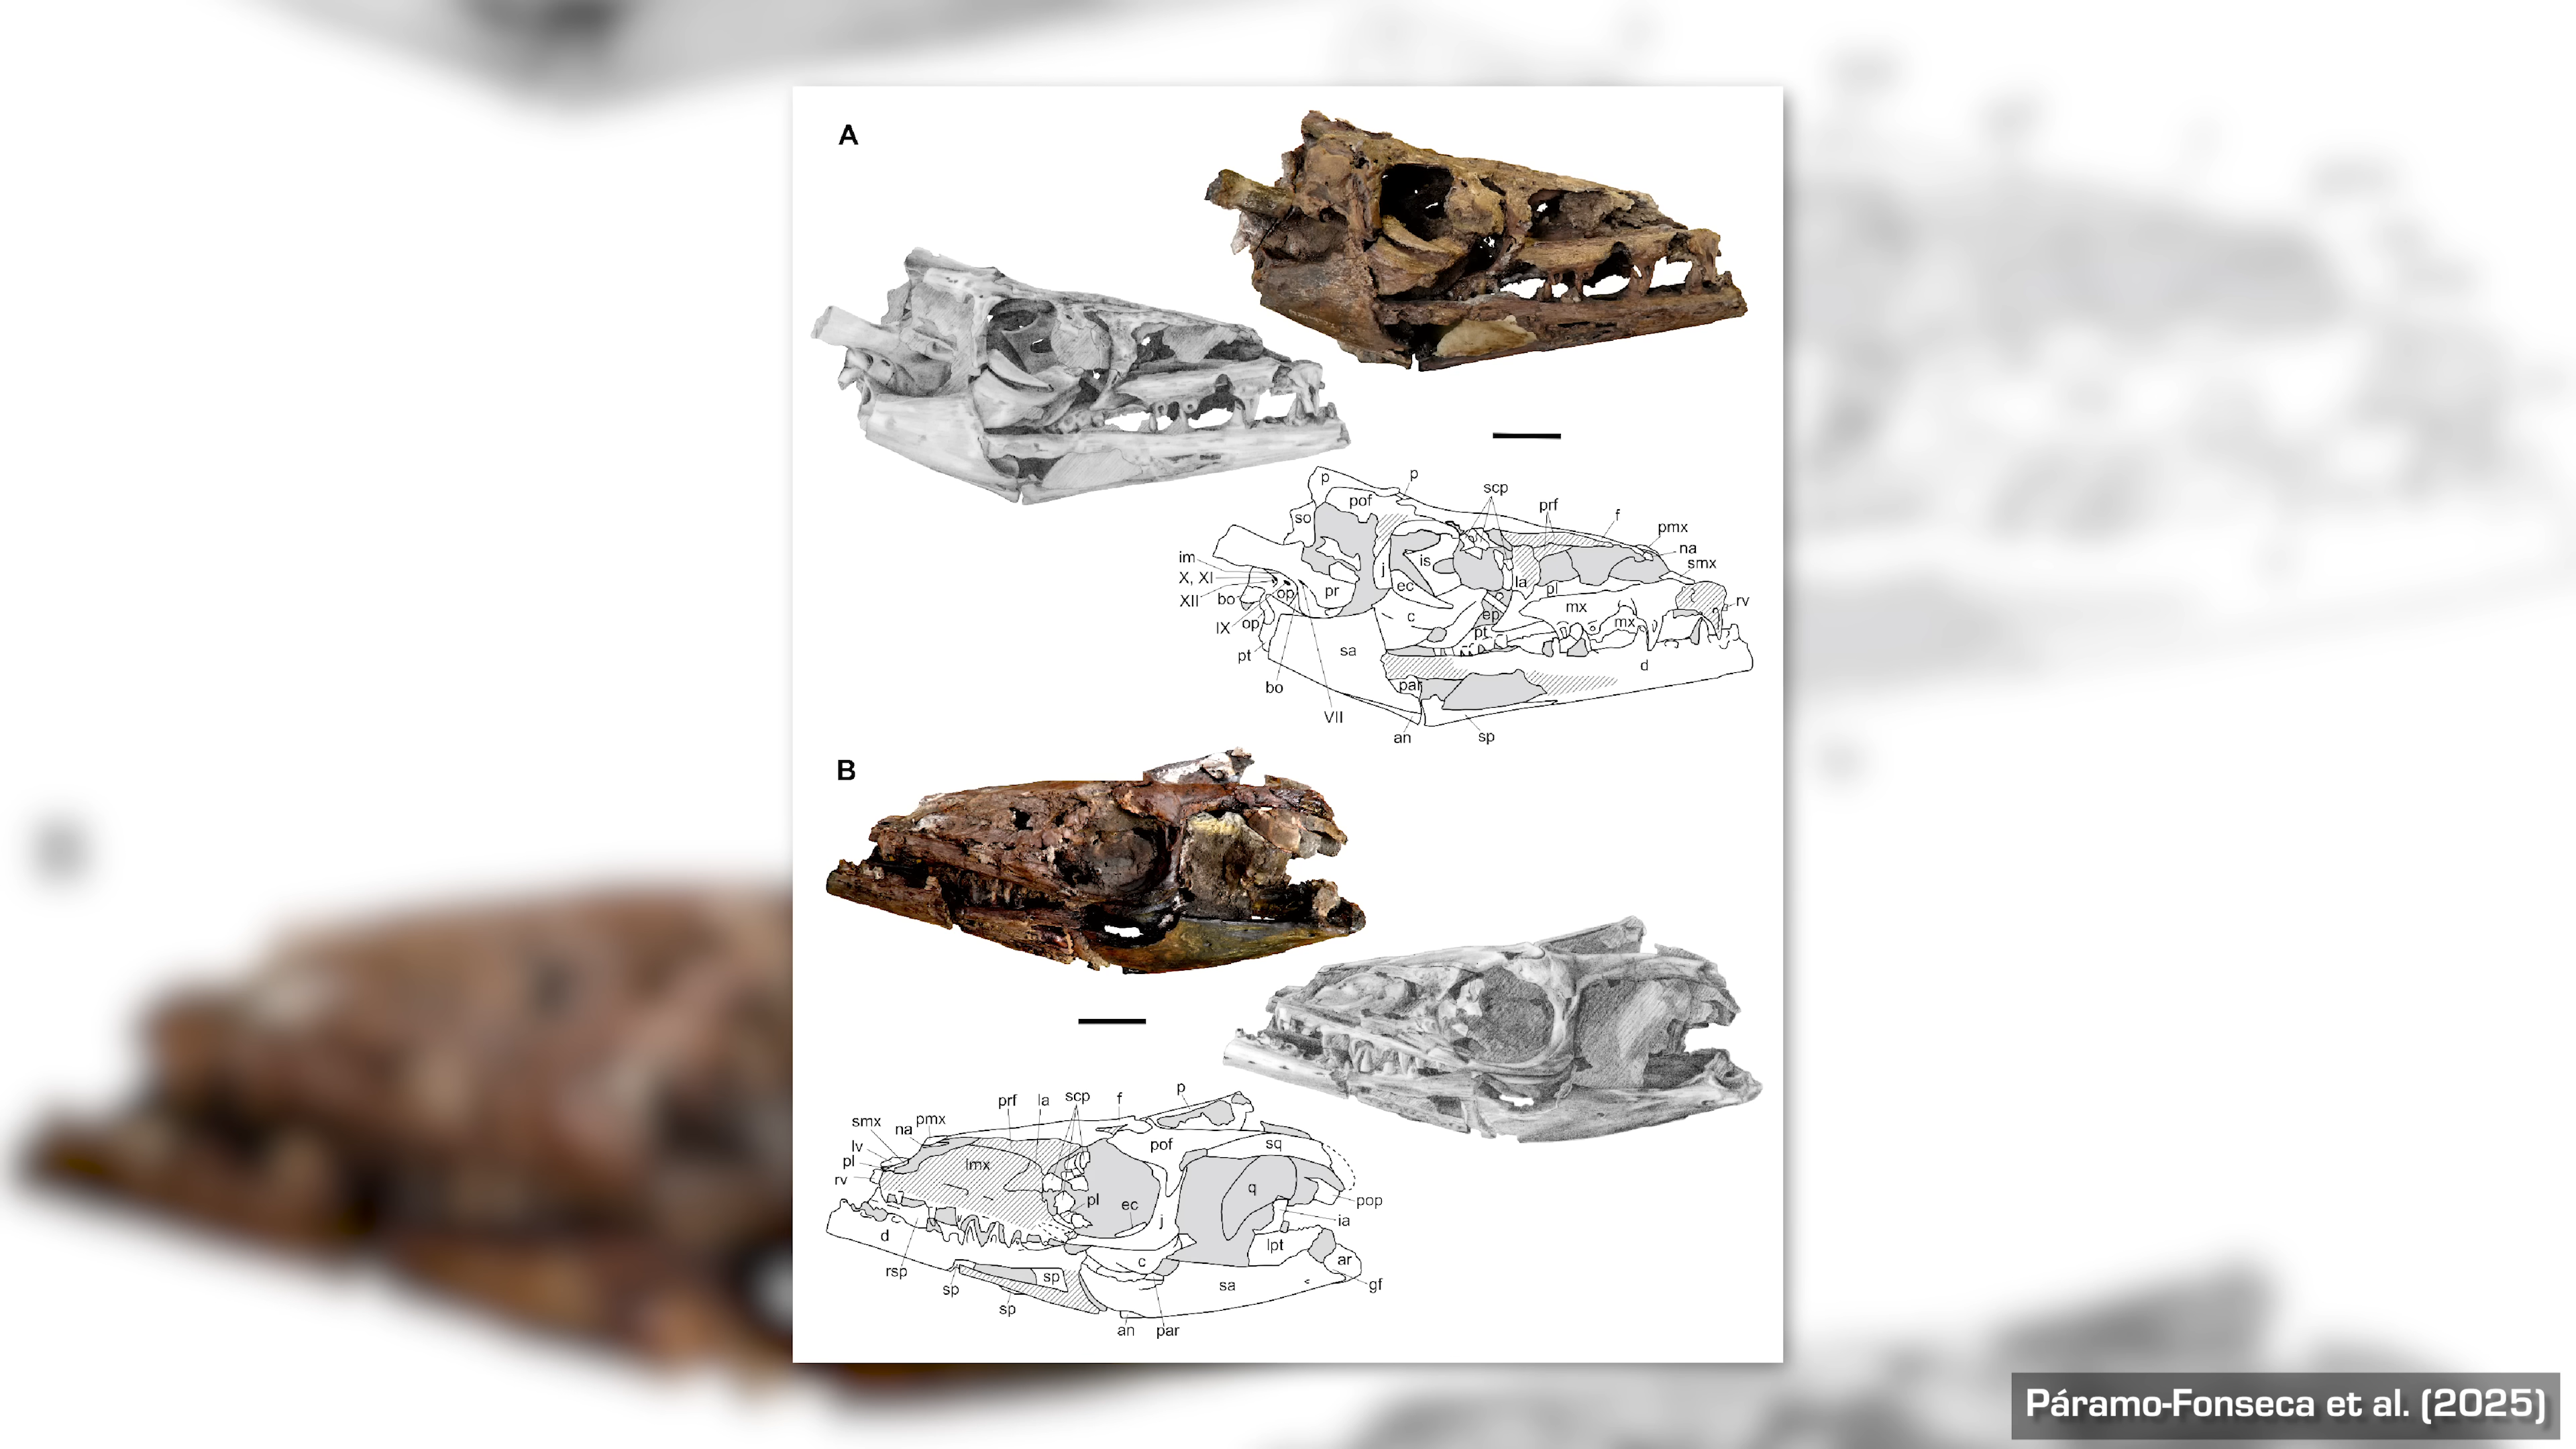 A
p
p
scp
pof
prf
f
so
pmx
na
smx
im
X, XI
XII
bo
op
pr
j
is
ec
la
pl
mx
rv
IX
op
c
ep
mx
pt
pt
sa
d
bo
par
VII
an
sp
B
p
prf
la
scp
f
smx
na
pmx
lv
pof
sq
pl
lmx
rv
q
pl
ec
pop
j
ia
d
lpt
rsp
c
ar
sp
sp
sa
gf
sp
an
par
Páramo-Fonseca et al. (2025)